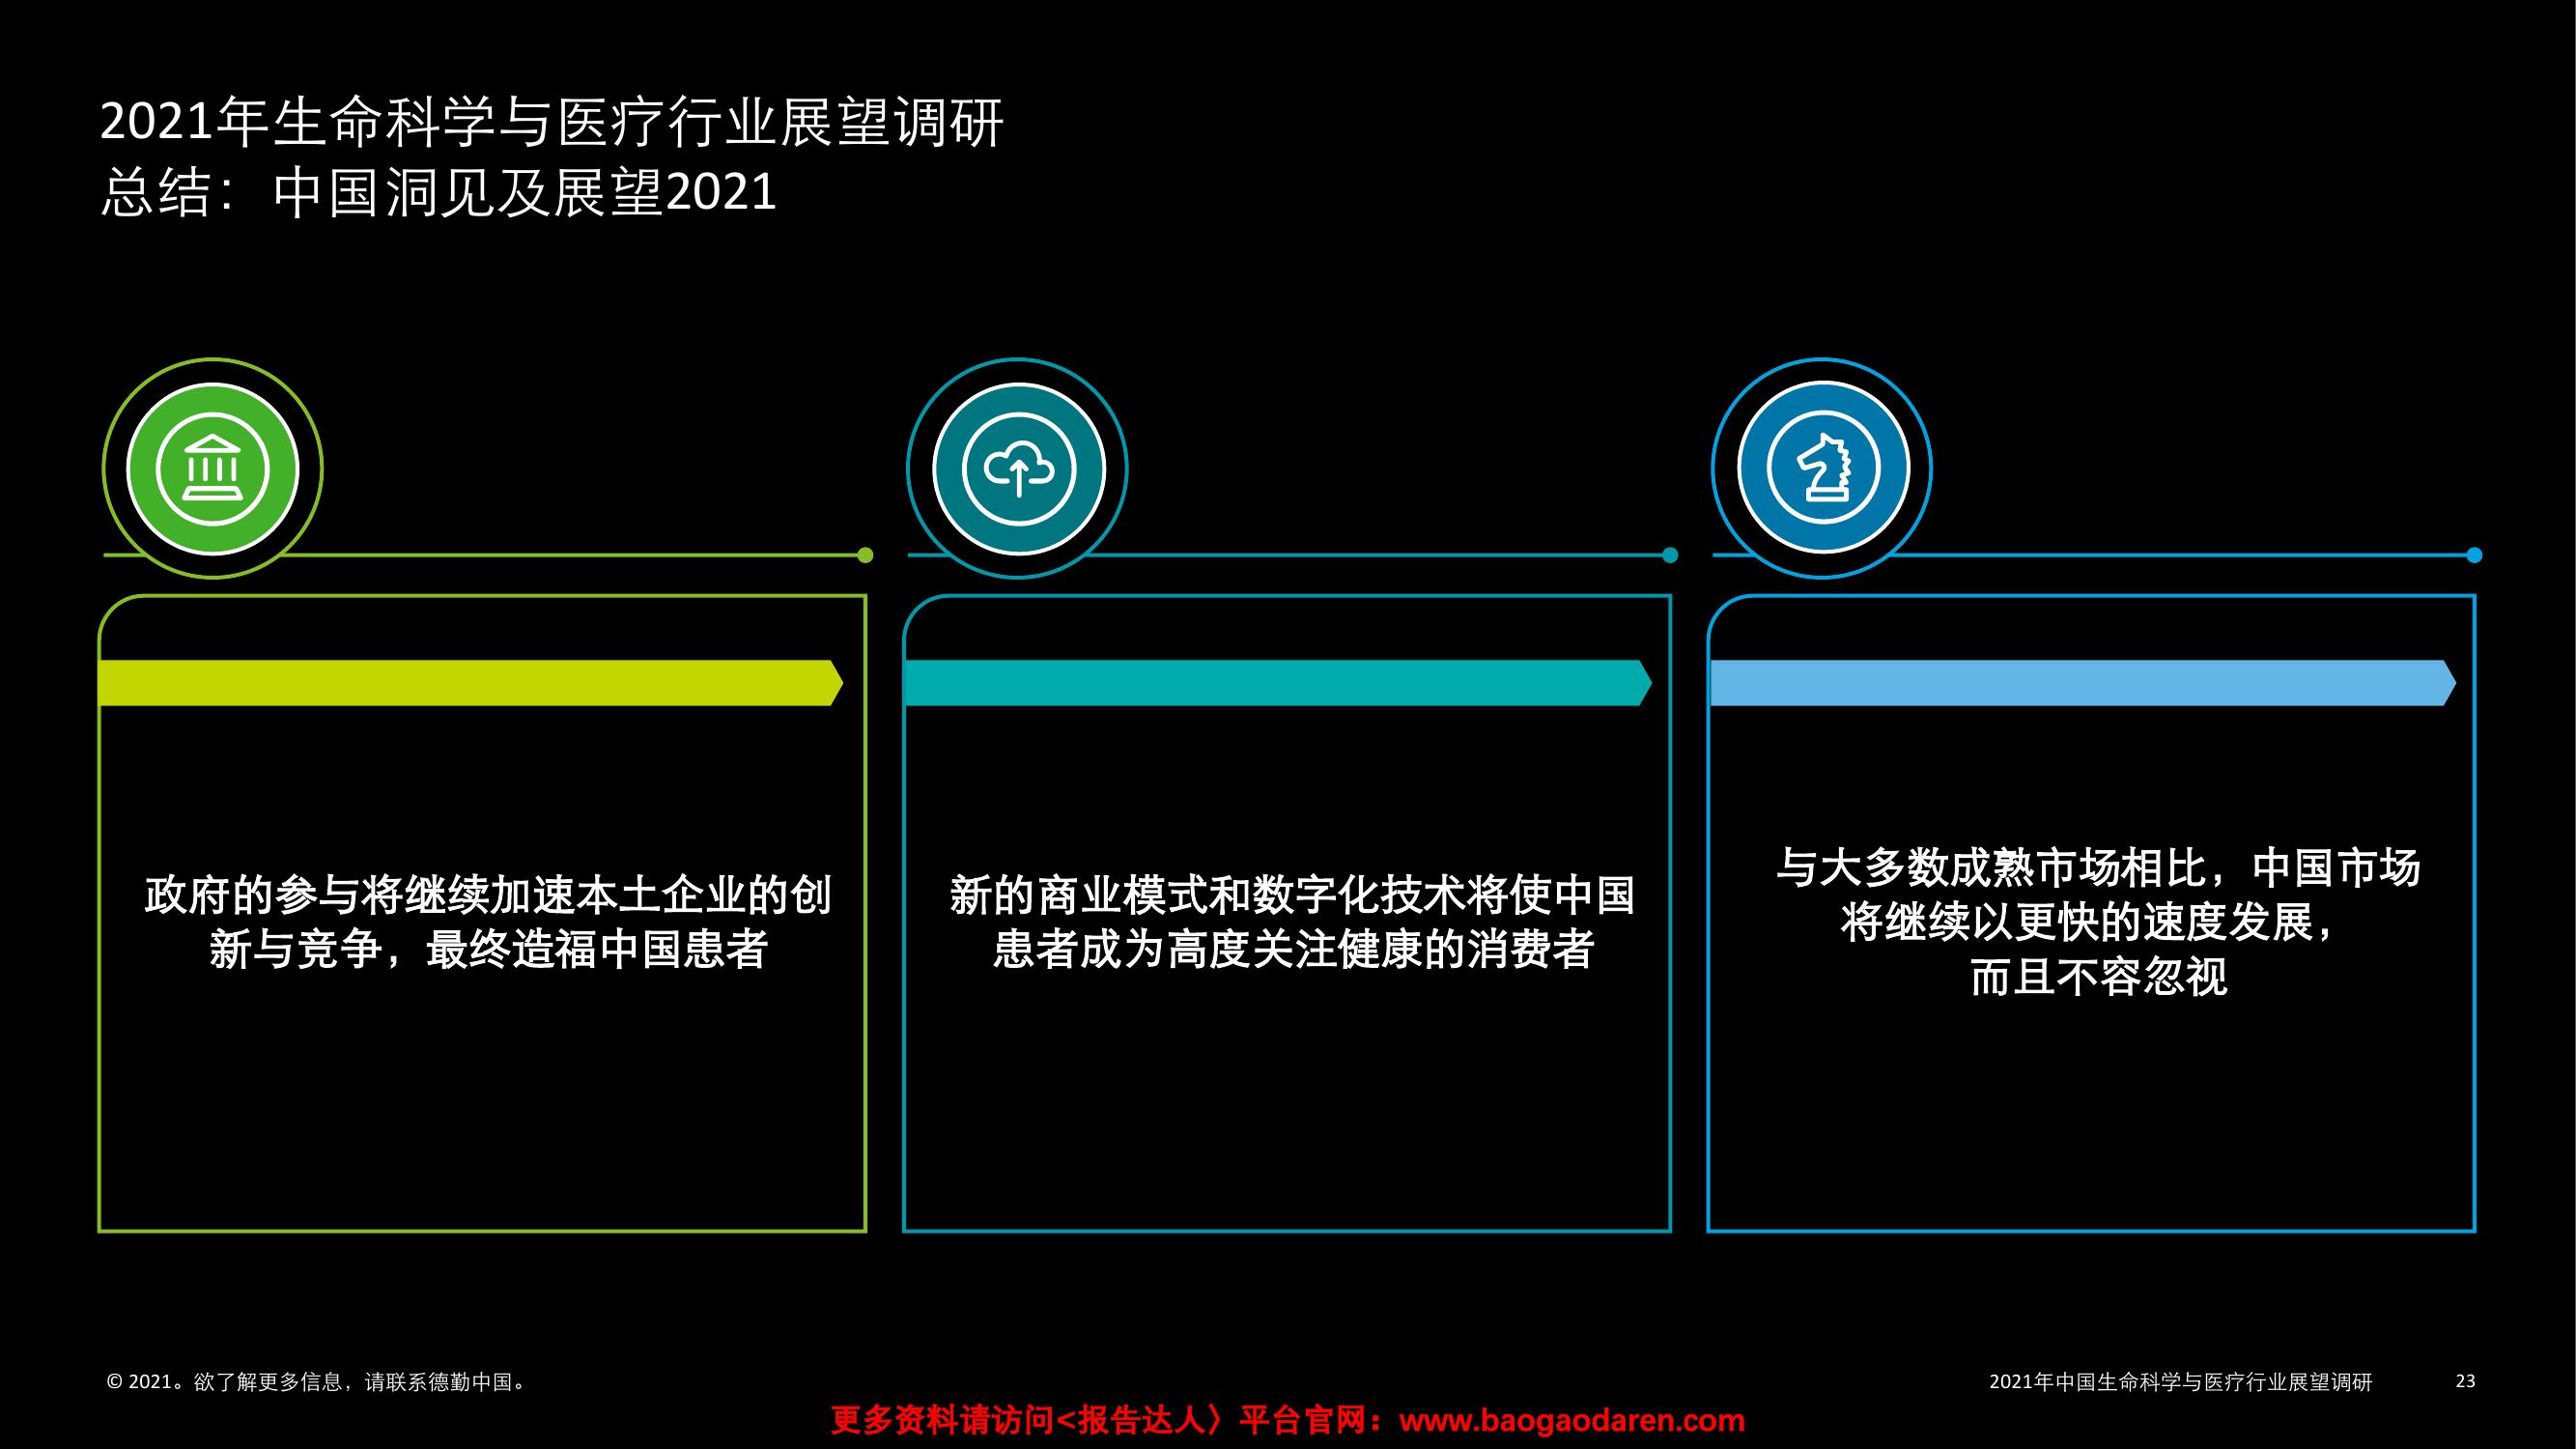 2021年生命科学与医疗行业展望调研
总结：中国洞见及展望2021
政府的参与将继续加速本土企业的创
新与竞争，最终造福中国患者
新的商业模式和数字化技术将使中国
患者成为高度关注健康的消费者
与大多数成熟市场相比，中国市场
将继续以更快的速度发展，
而且不容忽视
© 2021。欲了解更多信息，请联系德勤中国。
2021年中国生命科学与医疗行业展望调研 23
更多资料请访问<报告达人〉平台官网：www.baogaodaren.com